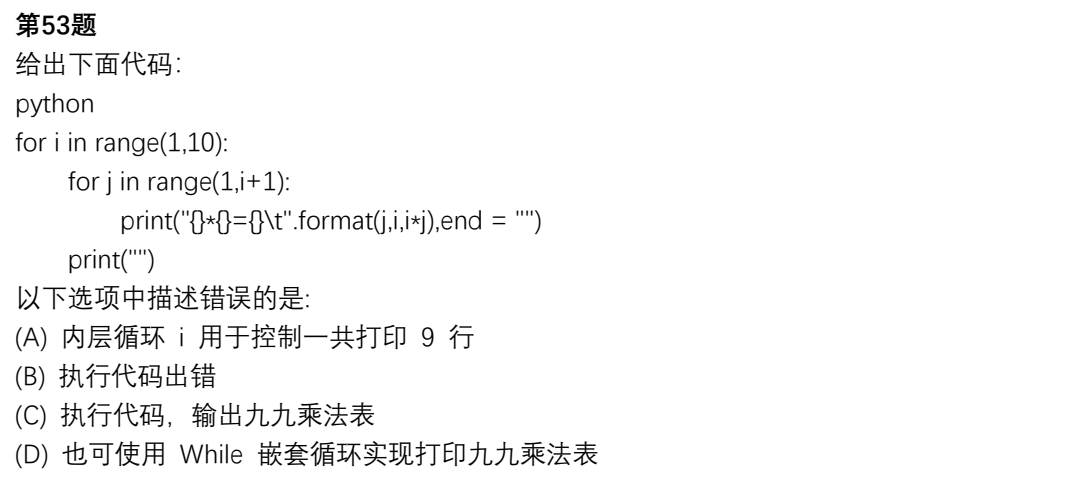 第53题
给出下面代码：
python
for i in range(1,10):
    for j in range(1,i+1):
        print("{}*{}={}\t".format(j,i,i*j),end = "")
    print("")
以下选项中描述错误的是:
(A) 内层循环 i 用于控制一共打印 9 行
(B) 执行代码出错
(C) 执行代码，输出九九乘法表
(D) 也可使用 While 嵌套循环实现打印九九乘法表